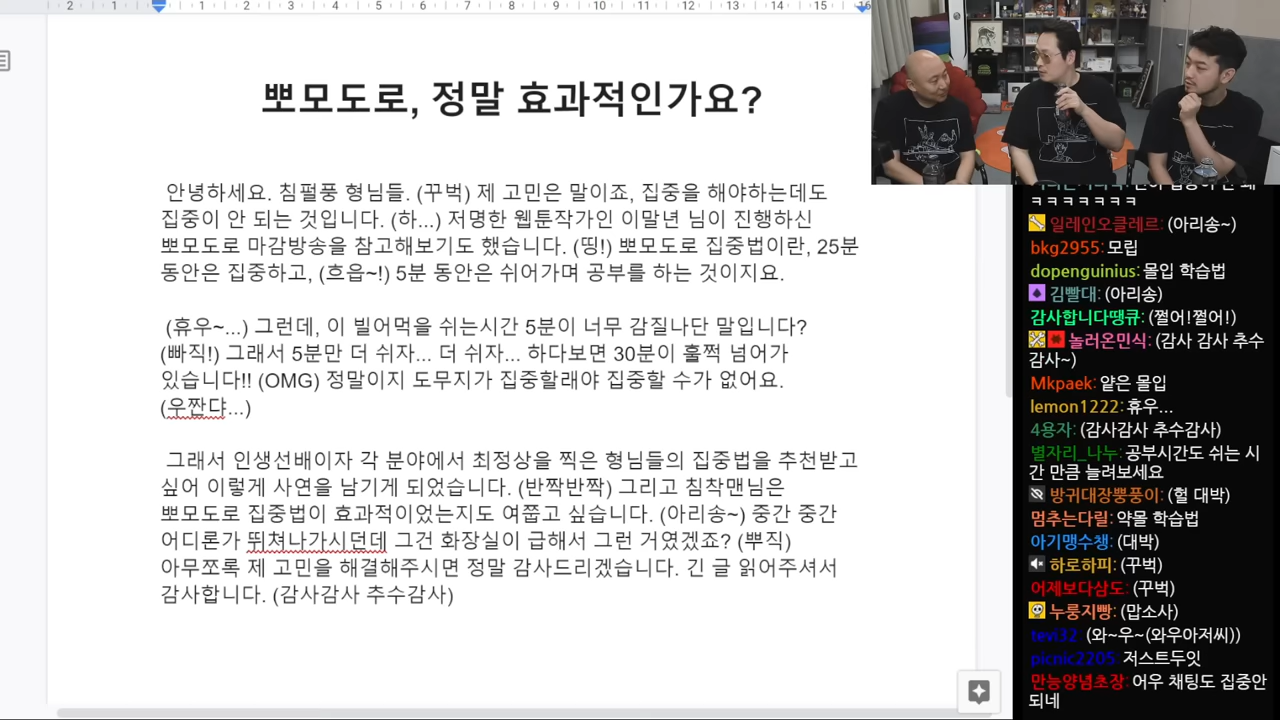 2 1 1 2 3 4 5 6 7 8 9 10 11 12 13 14 15 16
뽀모도로, 정말 효과적인가요?
안녕하세요. 침펄풍 형님들. (꾸벅) 제 고민은 말이죠, 집중을 해야하는데도
집중이 안 되는 것입니다. (하...) 저명한 웹툰작가인 이말년 님이 진행하신
뽀모도로 마감방송을 참고해보기도 했습니다. (띵!) 뽀모도로 집중법이란, 25분
동안은 집중하고, (흐읍~!) 5분 동안은 쉬어가며 공부를 하는 것이지요.
(휴우~...) 그런데, 이 빌어먹을 쉬는시간 5분이 너무 감질나단 말입니다?
(빠직!) 그래서 5분만 더 쉬자... 더 쉬자... 하다보면 30분이 훌쩍 넘어가
있습니다!! (OMG) 정말이지 도무지가 집중할래야 집중할 수가 없어요.
(우짠댜...)
그래서 인생선배이자 각 분야에서 최정상을 찍은 형님들의 집중법을 추천받고
싶어 이렇게 사연을 남기게 되었습니다. (반짝반짝) 그리고 침착맨님은
뽀모도로 집중법이 효과적이었는지도 여쭙고 싶습니다. (아리송~) 중간 중간
어디론가 뛰쳐나가시던데 그건 화장실이 급해서 그런 거였겠죠? (뿌직)
아무쪼록 제 고민을 해결해주시면 정말 감사드리겠습니다. 긴 글 읽어주셔서
감사합니다. (감사감사 추수감사)
ㅋㅋㅋㅋㅋㅋㅋ
일레인오클레르: (아리송~)
bkg2955: 모립
dopenguinius: 몰입 학습법
김빨대: (아리송)
감사합니다땡큐: (쩔어!쩔어!)
놀러온민식: (감사 감사 추수
감사~)
Mkpaek: 얕은 몰입
lemon1222: 휴우...
4용자: (감사감사 추수감사)
별자리_나누: 공부시간도 쉬는 시
간 만큼 늘려보세요
방귀대장뿡풍이: (헐 대박)
멈추는다릴: 약몰 학습법
아기맹수챙: (대박)
하로하피: (꾸벅)
어제보다삼도: (꾸벅)
누룽지빵: (맙소사)
tevi32: (와~우~(와우아저씨))
picnic2205: 저스트두잇
만능양념초장: 어우 채팅도 집중안
되네